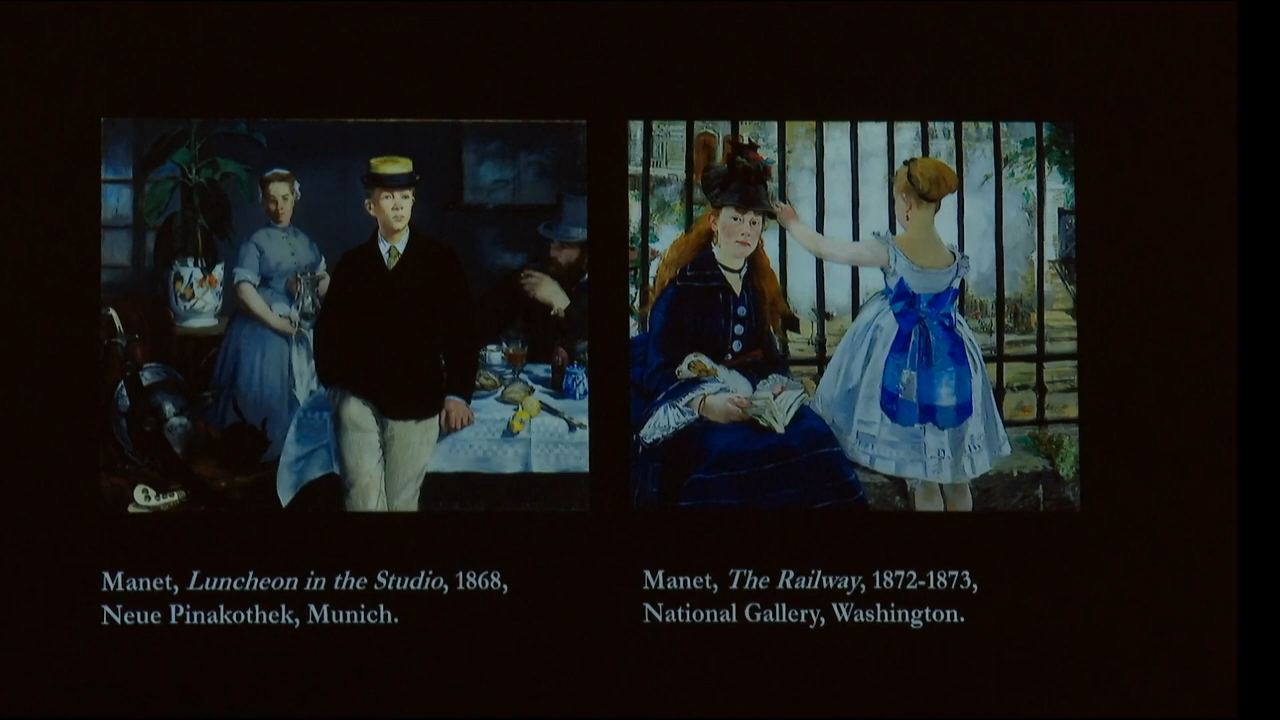 Manet, Luncheon in the Studio, 1868,
Neue Pinakothek, Munich.
Manet, The Railway, 1872-1873,
National Gallery, Washington.